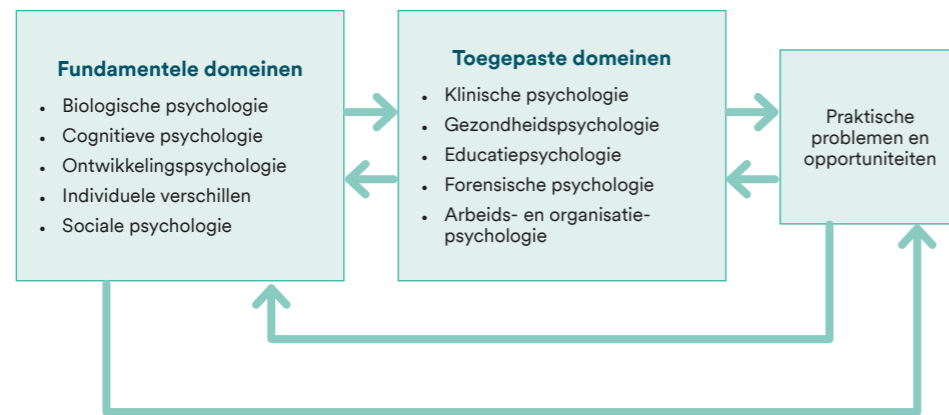 Fundamentele domeinen
• Biologische psychologie
• Cognitieve psychologie
• Ontwikkelingspsychologie
• Individuele verschillen
• Sociale psychologie
Toegepaste domeinen
• Klinische psychologie
• Gezondheidspsychologie
• Educatiepsychologie
• Forensische psychologie
• Arbeids- en organisatie-
psychologie
Praktische
problemen en
opportuniteiten